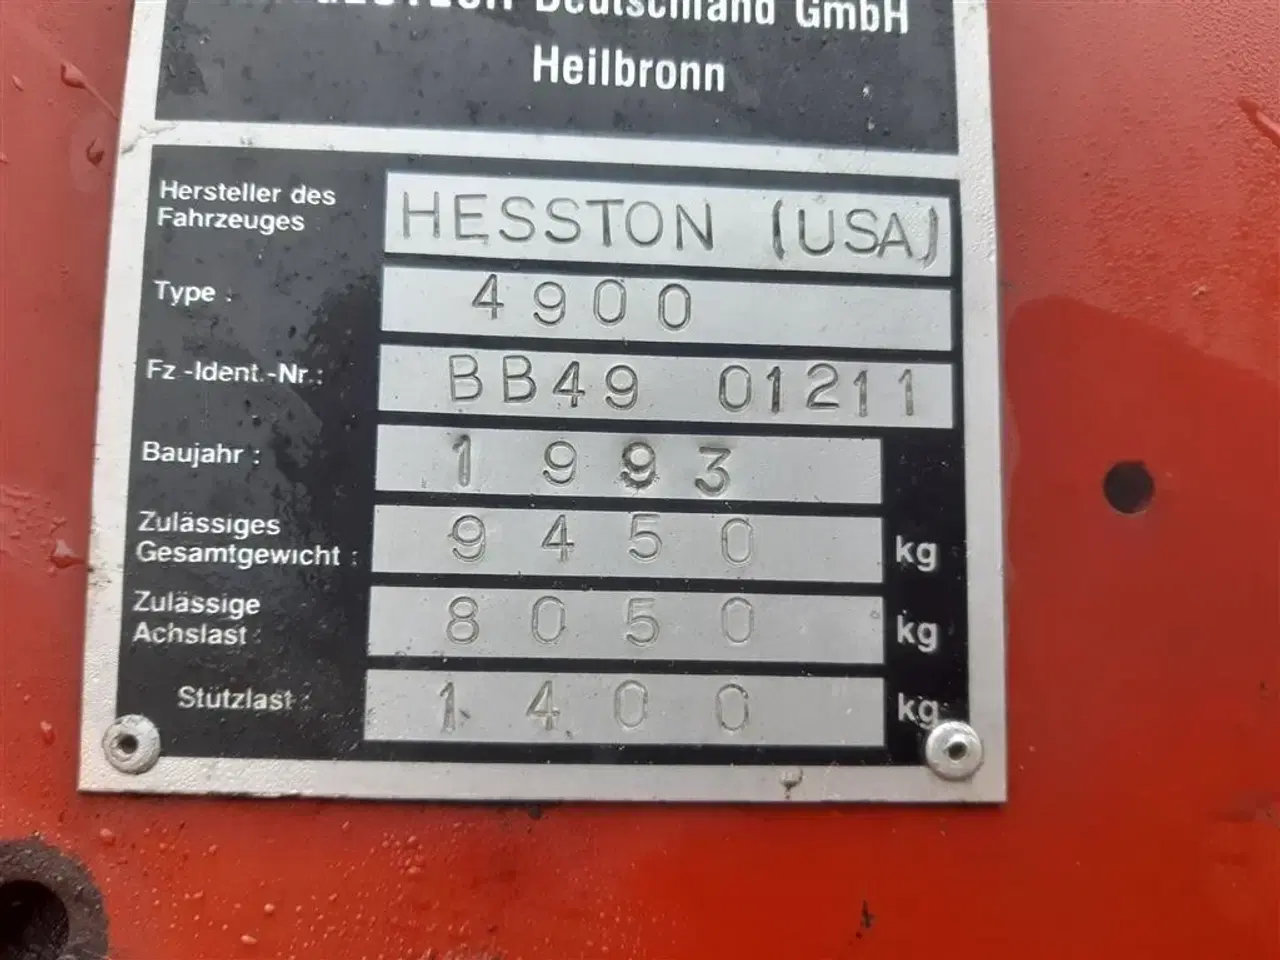 Deutschland GmbH
Heilbronn
Hersteller des
Fahrzeuges HESSTON (USA)
Type : 4900
Fz.-Ident.-Nr.: BB49 01211
Baujahr : 1993
Zulässiges
Gesamtgewicht : 9450 kg
Zulässige
Achslast : 8050 kg
Stützlast : 1400 kg